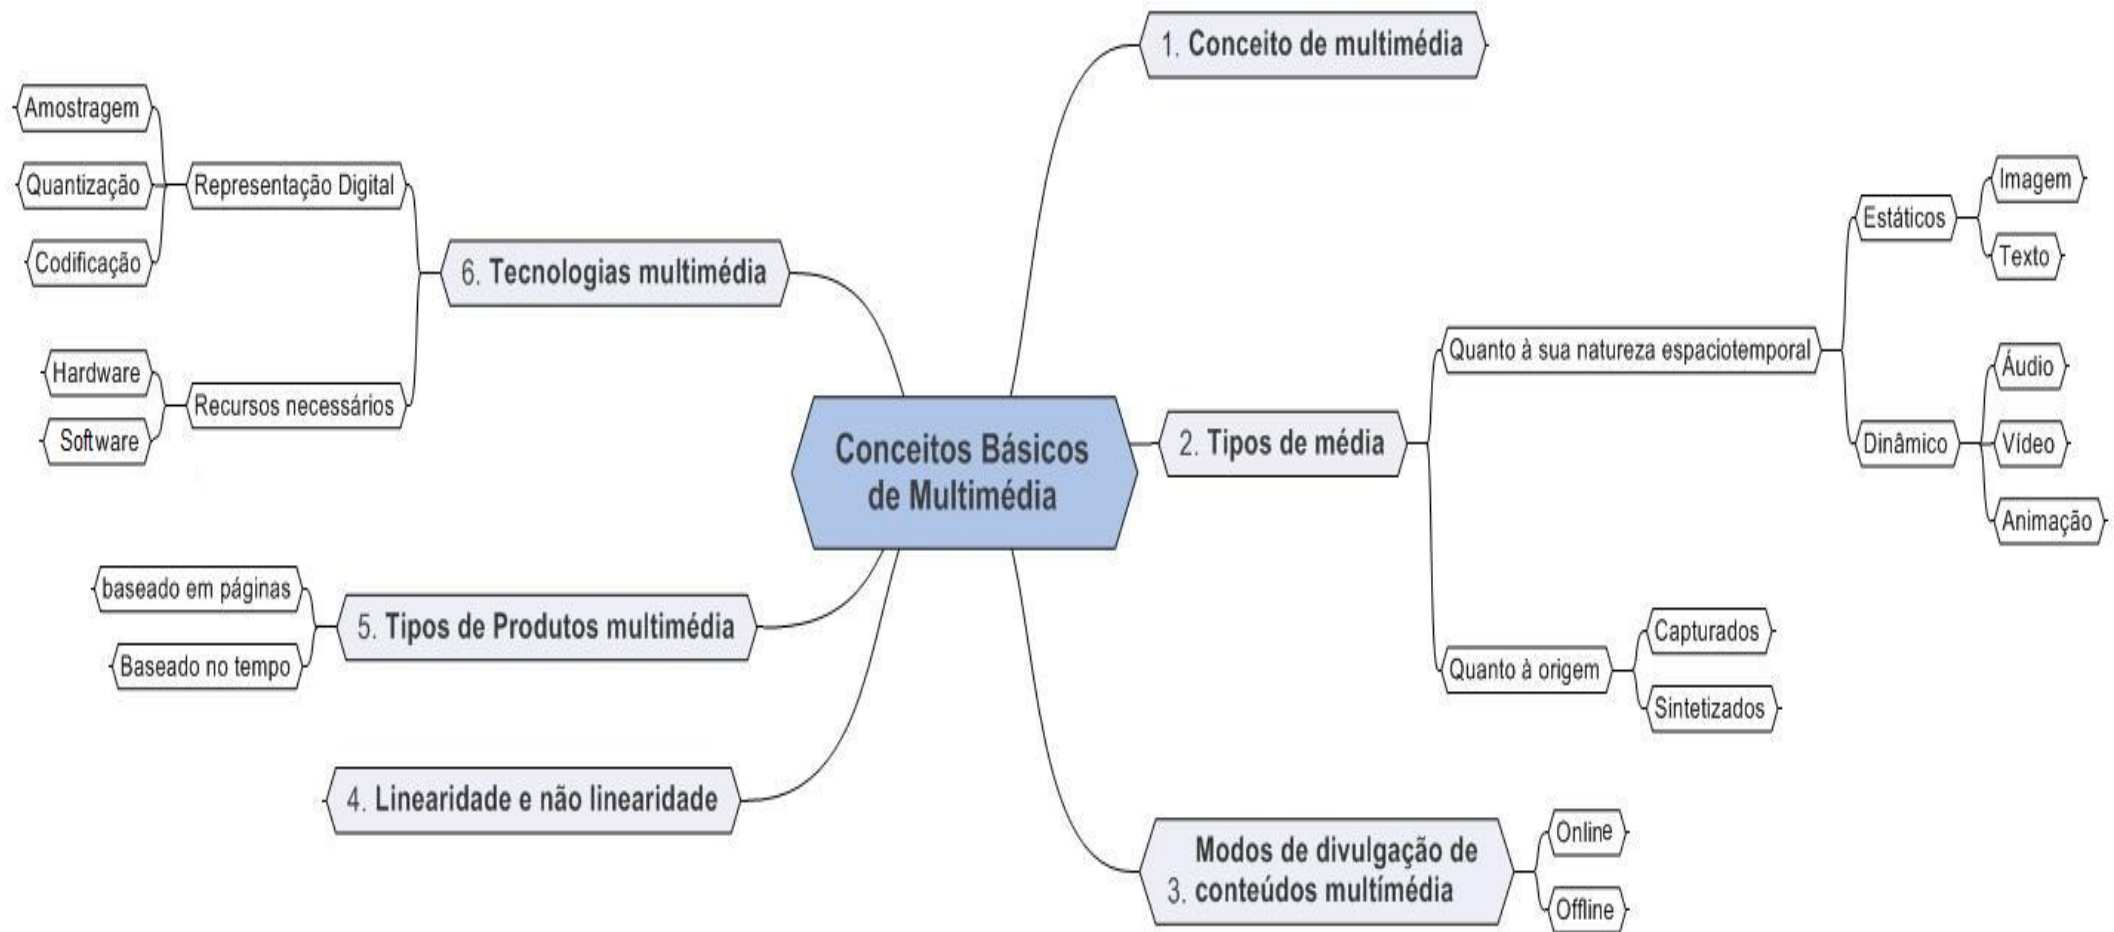 Conceitos Básicos
de Multimédia
1. Conceito de multimédia
2. Tipos de média
Quanto à sua natureza espaciotemporal
Estáticos
Imagem
Texto
Dinâmico
Áudio
Vídeo
Animação
Quanto à origem
Capturados
Sintetizados
Modos de divulgação de
3. conteúdos multímédia
Online
Offline
4. Linearidade e não linearidade
5. Tipos de Produtos multimédia
baseado em páginas
Baseado no tempo
6. Tecnologias multimédia
Representação Digital
Amostragem
Quantização
Codificação
Recursos necessários
Hardware
Software